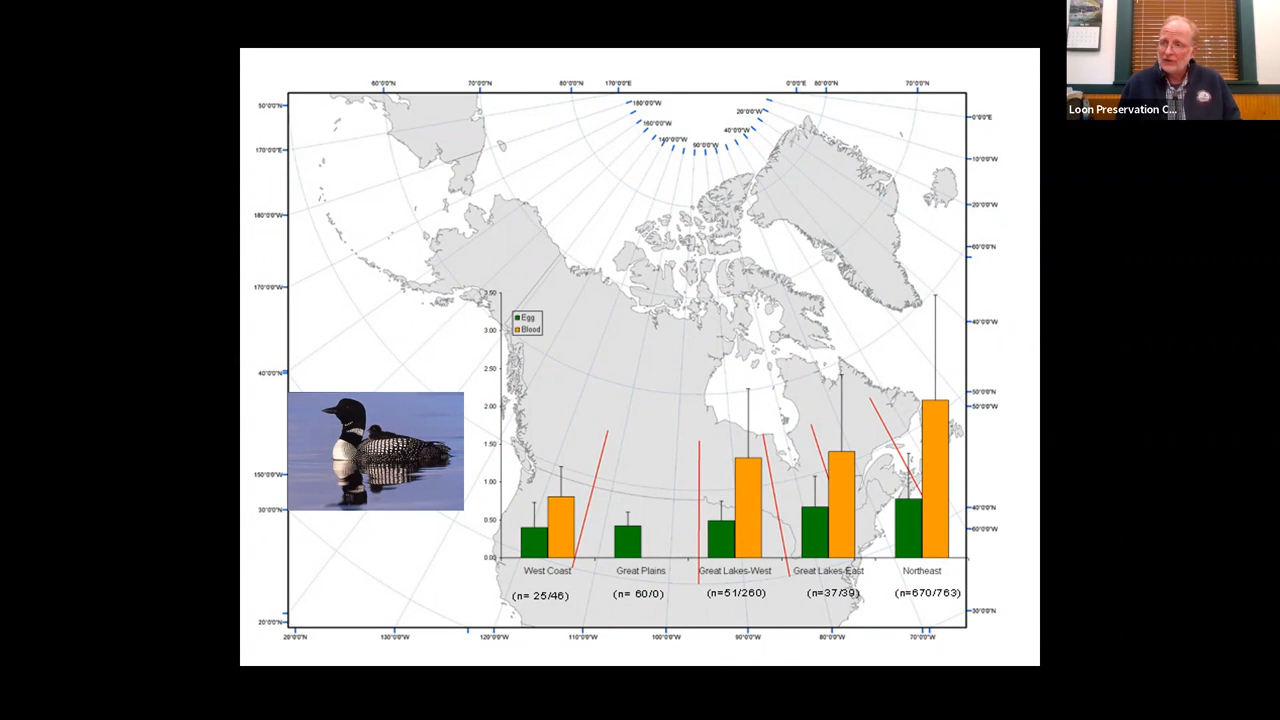 60°0'0"N 70°0'0"N 80°0'0"N 170°0'0"E 0°0'0"E 80°0'0"N 70°0'0"N
50°0'0"N
170°0'0"E
180°0'0"W
170°0'0"W
40°0'0"N
150°0'0"W
30°0'0"N
20°0'0"N
180°0'0"W
160°0'0"W
140°0'0"W
90°0'0"W
40°0'0"W
20°0'0"W
0°0'0"E
10°0'0"W
20°0'0"W
60°0'0"N
40°0'0"W
50°0'0"N
50°0'0"W
40°0'0"N
60°0'0"W
30°0'0"N
3.50
3.00
2.50
2.00
1.50
1.00
0.50
0.00
Egg
Blood
West Coast Great Plains Great Lakes-West Great Lakes-East Northeast
(n= 25/46) (n= 60/0) (n=51/260) (n=37/39) (n=670/763)
130°0'0"W 120°0'0"W 110°0'0"W 100°0'0"W 90°0'0"W 80°0'0"W 70°0'0"W
Loon Preservation C...